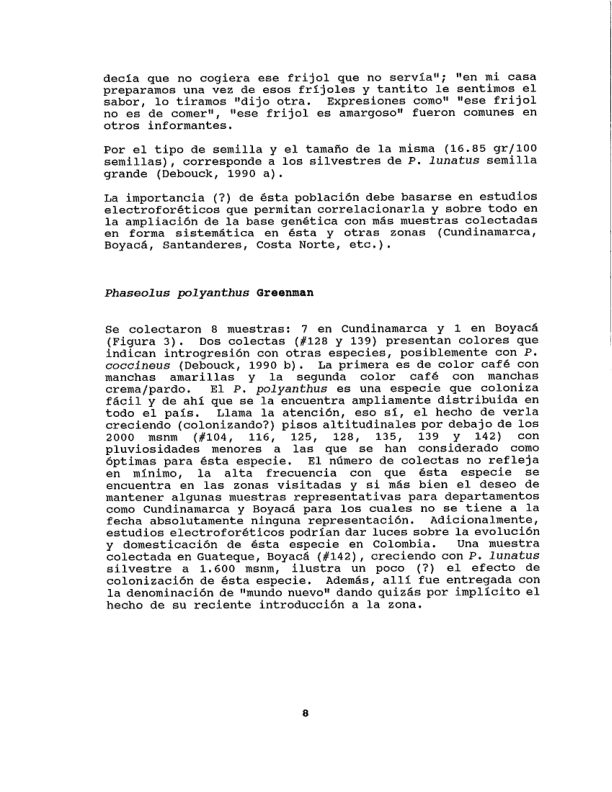 decía que no cogiera ese frijol que no servía"; "en mi casa
preparamos una vez de esos fríjoles y tantito le sentimos el
sabor, lo tiramos "dijo otra. Expresiones como" "ese frijol
no es de comer", "ese frijol es amargoso" fueron comunes en
otros informantes.
Por el tipo de semilla y el tamaño de la misma (16.85 gr/100
semillas), corresponde a los silvestres de P. lunatus semilla
grande (Debouck, 1990 a).
La importancia (?) de ésta población debe basarse en estudios
electroforéticos que permitan correlacionarla y sobre todo en
la ampliación de la base genética con más muestras colectadas
en forma sistemática en ésta y otras zonas (Cundinamarca,
Boyacá, Santanderes, Costa Norte, etc.).
Phaseolus polyanthus Greenman
Se colectaron 8 muestras: 7 en Cundinamarca y 1 en Boyacá
(Figura 3). Dos colectas (#128 y 139) presentan colores que
indican introgresión con otras especies, posiblemente con P.
coccineus (Debouck, 1990 b). La primera es de color café con
manchas amarillas y la segunda color café con manchas
crema/pardo. El P. polyanthus es una especie que coloniza
fácil y de ahí que se la encuentra ampliamente distribuida en
todo el país. Llama la atención, eso sí, el hecho de verla
creciendo (colonizando?) pisos altitudinales por debajo de los
2000 msnm (#104, 116, 125, 128, 135, 139 y 142) con
pluviosidades menores a las que se han considerado como
óptimas para ésta especie. El número de colectas no refleja
en mínimo, la alta frecuencia con que ésta especie se
encuentra en las zonas visitadas y si más bien el deseo de
mantener algunas muestras representativas para departamentos
como Cundinamarca y Boyacá para los cuales no se tiene a la
fecha absolutamente ninguna representación. Adicionalmente,
estudios electroforéticos podrían dar luces sobre la evolución
y domesticación de ésta especie en Colombia. Una muestra
colectada en Guateque, Boyacá (#142), creciendo con P. lunatus
silvestre a 1.600 msnm, ilustra un poco (?) el efecto de
colonización de ésta especie. Además, allí fue entregada con
la denominación de "mundo nuevo" dando quizás por implícito el
hecho de su reciente introducción a la zona.
8